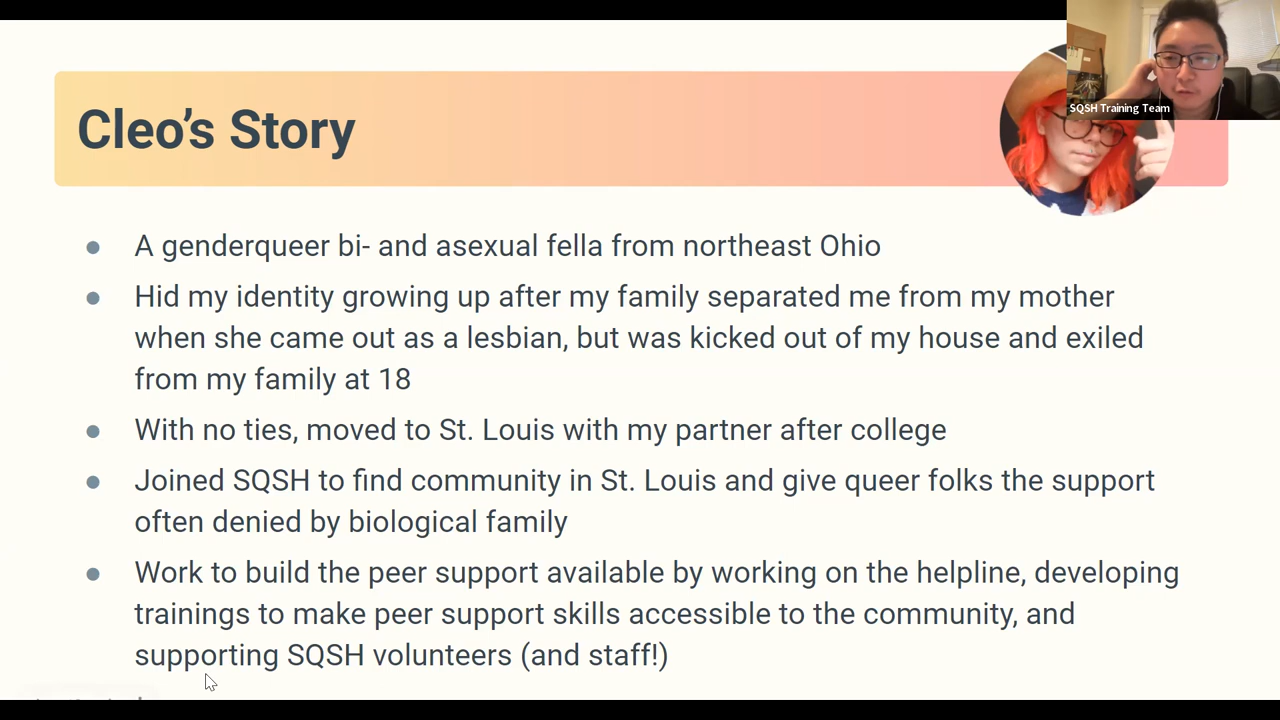 SQSH Training Team
Cleo’s Story
● A genderqueer bi- and asexual fella from northeast Ohio
● Hid my identity growing up after my family separated me from my mother
when she came out as a lesbian, but was kicked out of my house and exiled
from my family at 18
● With no ties, moved to St. Louis with my partner after college
● Joined SQSH to find community in St. Louis and give queer folks the support
often denied by biological family
● Work to build the peer support available by working on the helpline, developing
trainings to make peer support skills accessible to the community, and
supporting SQSH volunteers (and staff!)